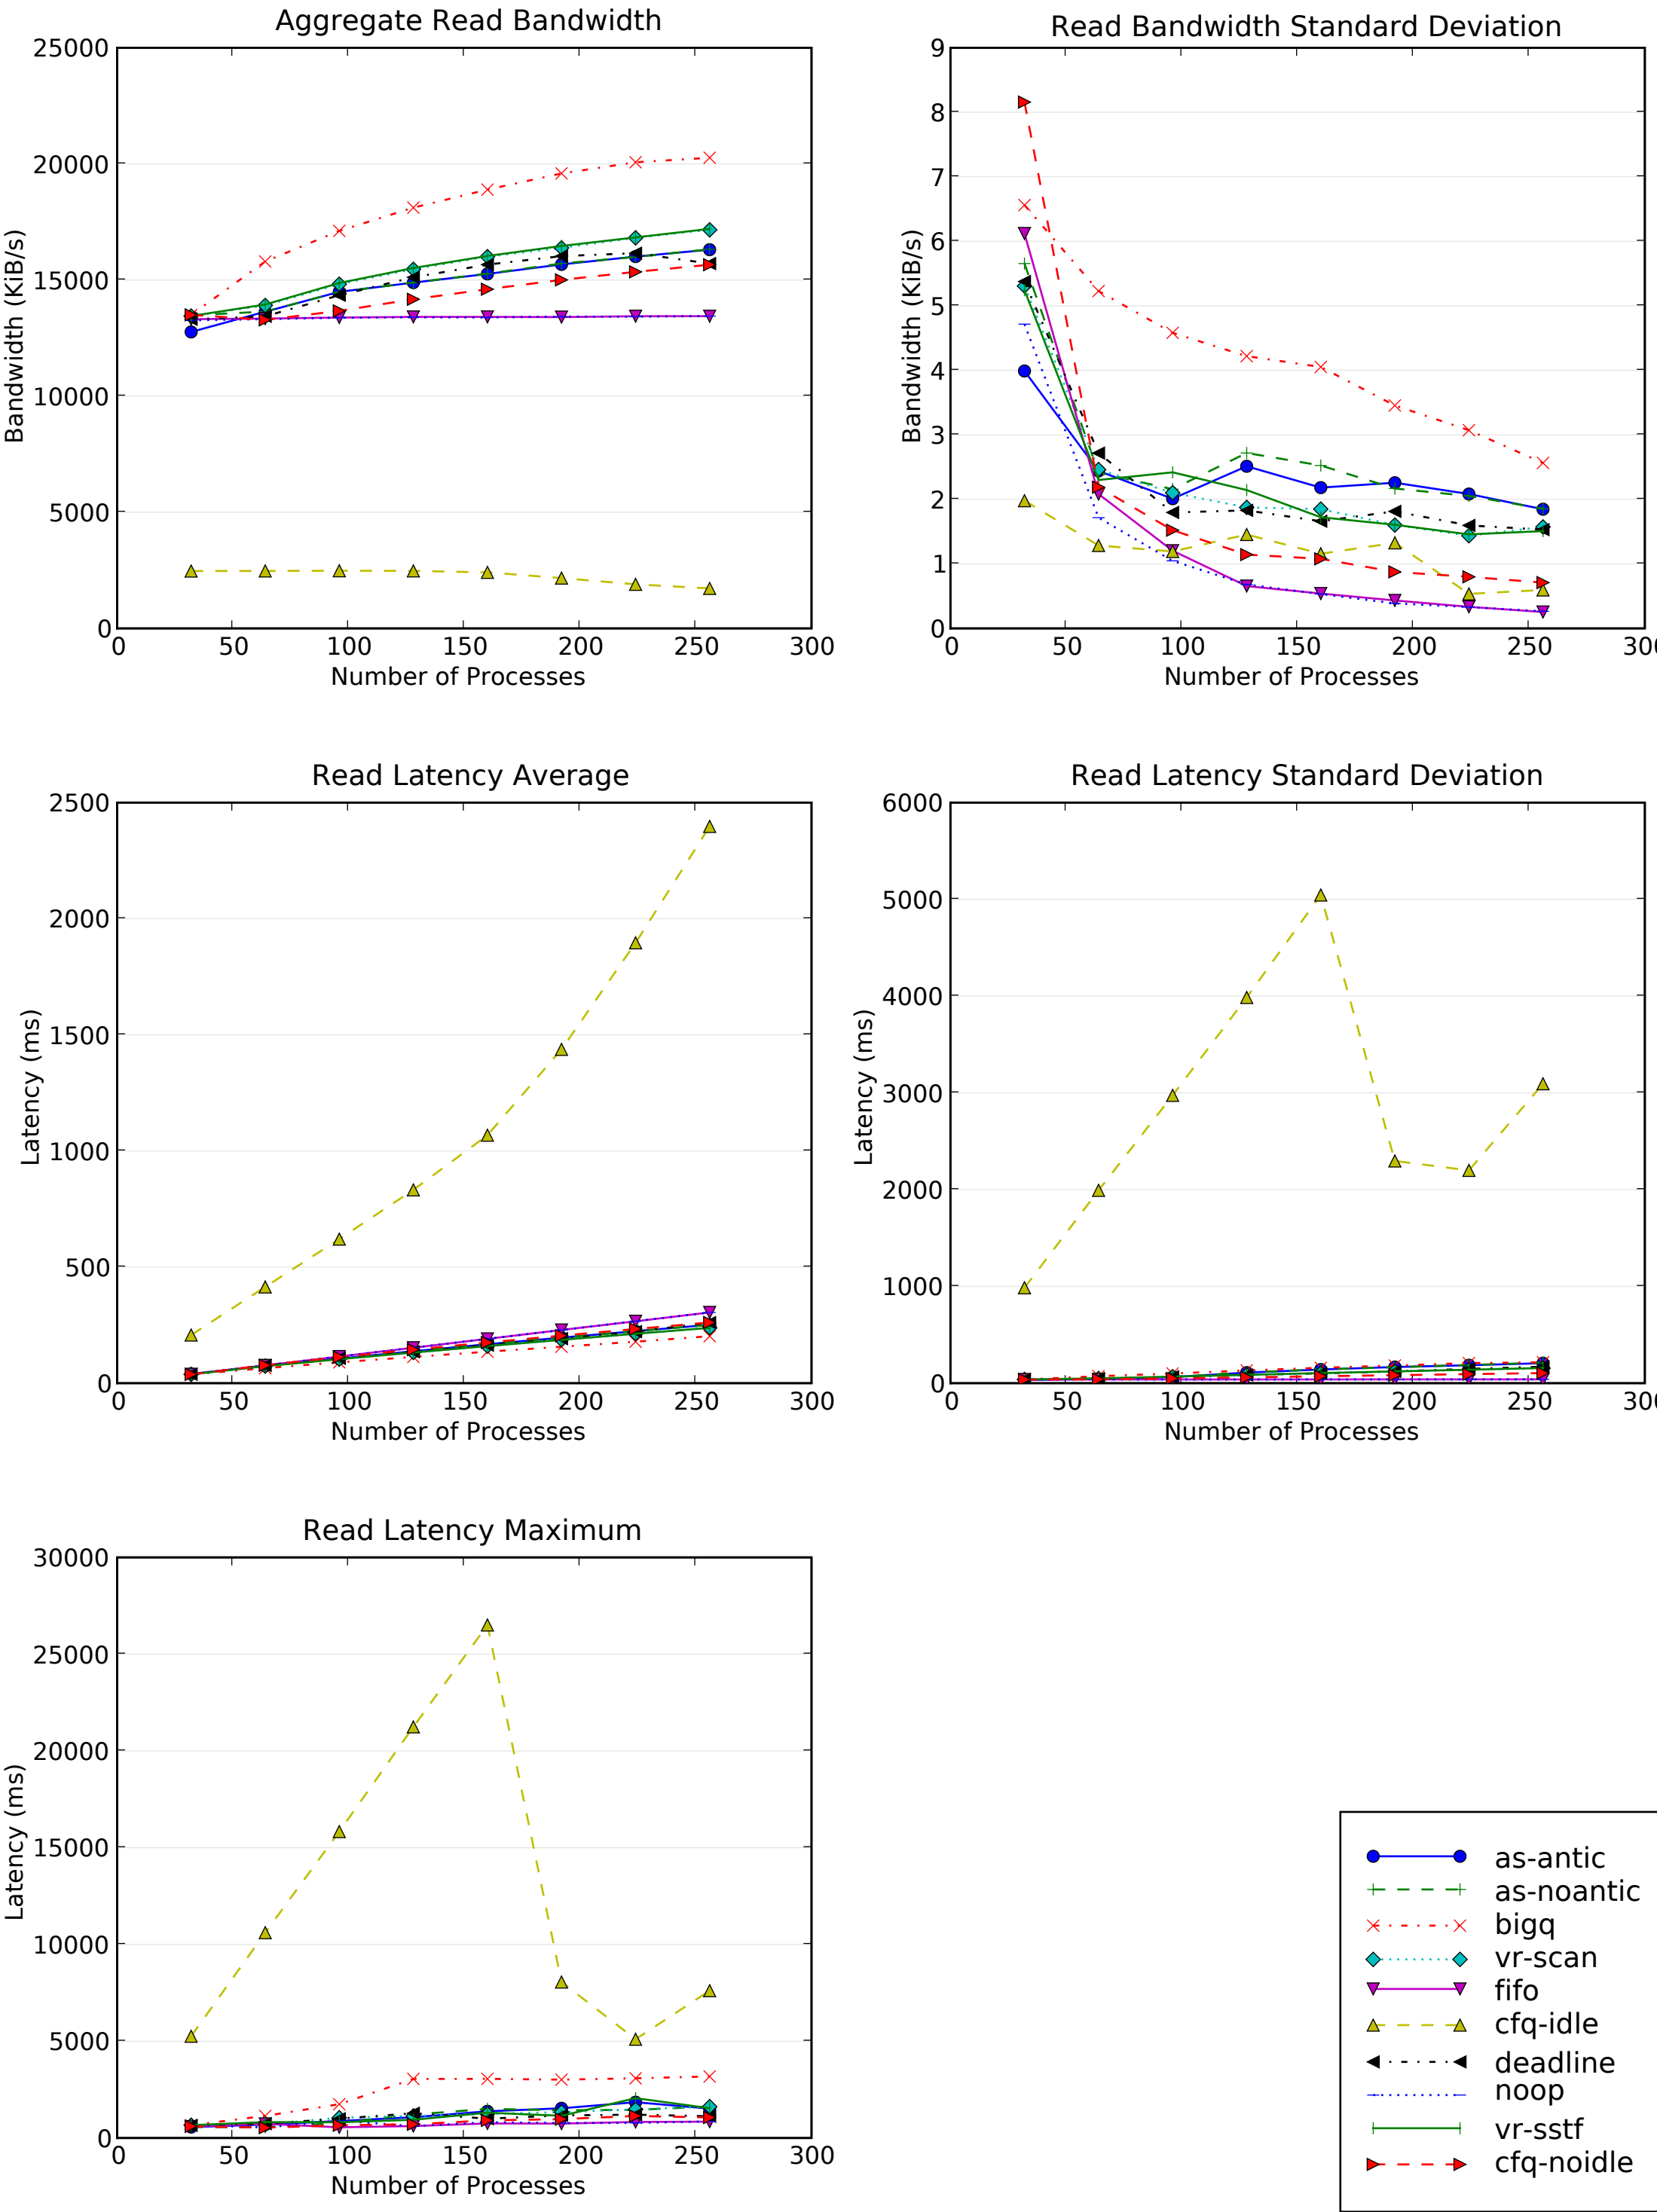 Aggregate Read Bandwidth
25000
20000
15000
10000
5000
0
Bandwidth (KiB/s)
0 50 100 150 200 250 300
Number of Processes
Read Bandwidth Standard Deviation
9
8
7
6
5
4
3
2
1
0
Bandwidth (KiB/s)
0 50 100 150 200 250 300
Number of Processes
Read Latency Average
2500
2000
1500
1000
500
0
Latency (ms)
0 50 100 150 200 250 300
Number of Processes
Read Latency Standard Deviation
6000
5000
4000
3000
2000
1000
0
Latency (ms)
0 50 100 150 200 250 300
Number of Processes
Read Latency Maximum
30000
25000
20000
15000
10000
5000
0
Latency (ms)
0 50 100 150 200 250 300
Number of Processes
as-antic
as-noantic
bigq
vr-scan
fifo
cfq-idle
deadline
noop
vr-sstf
cfq-noidle